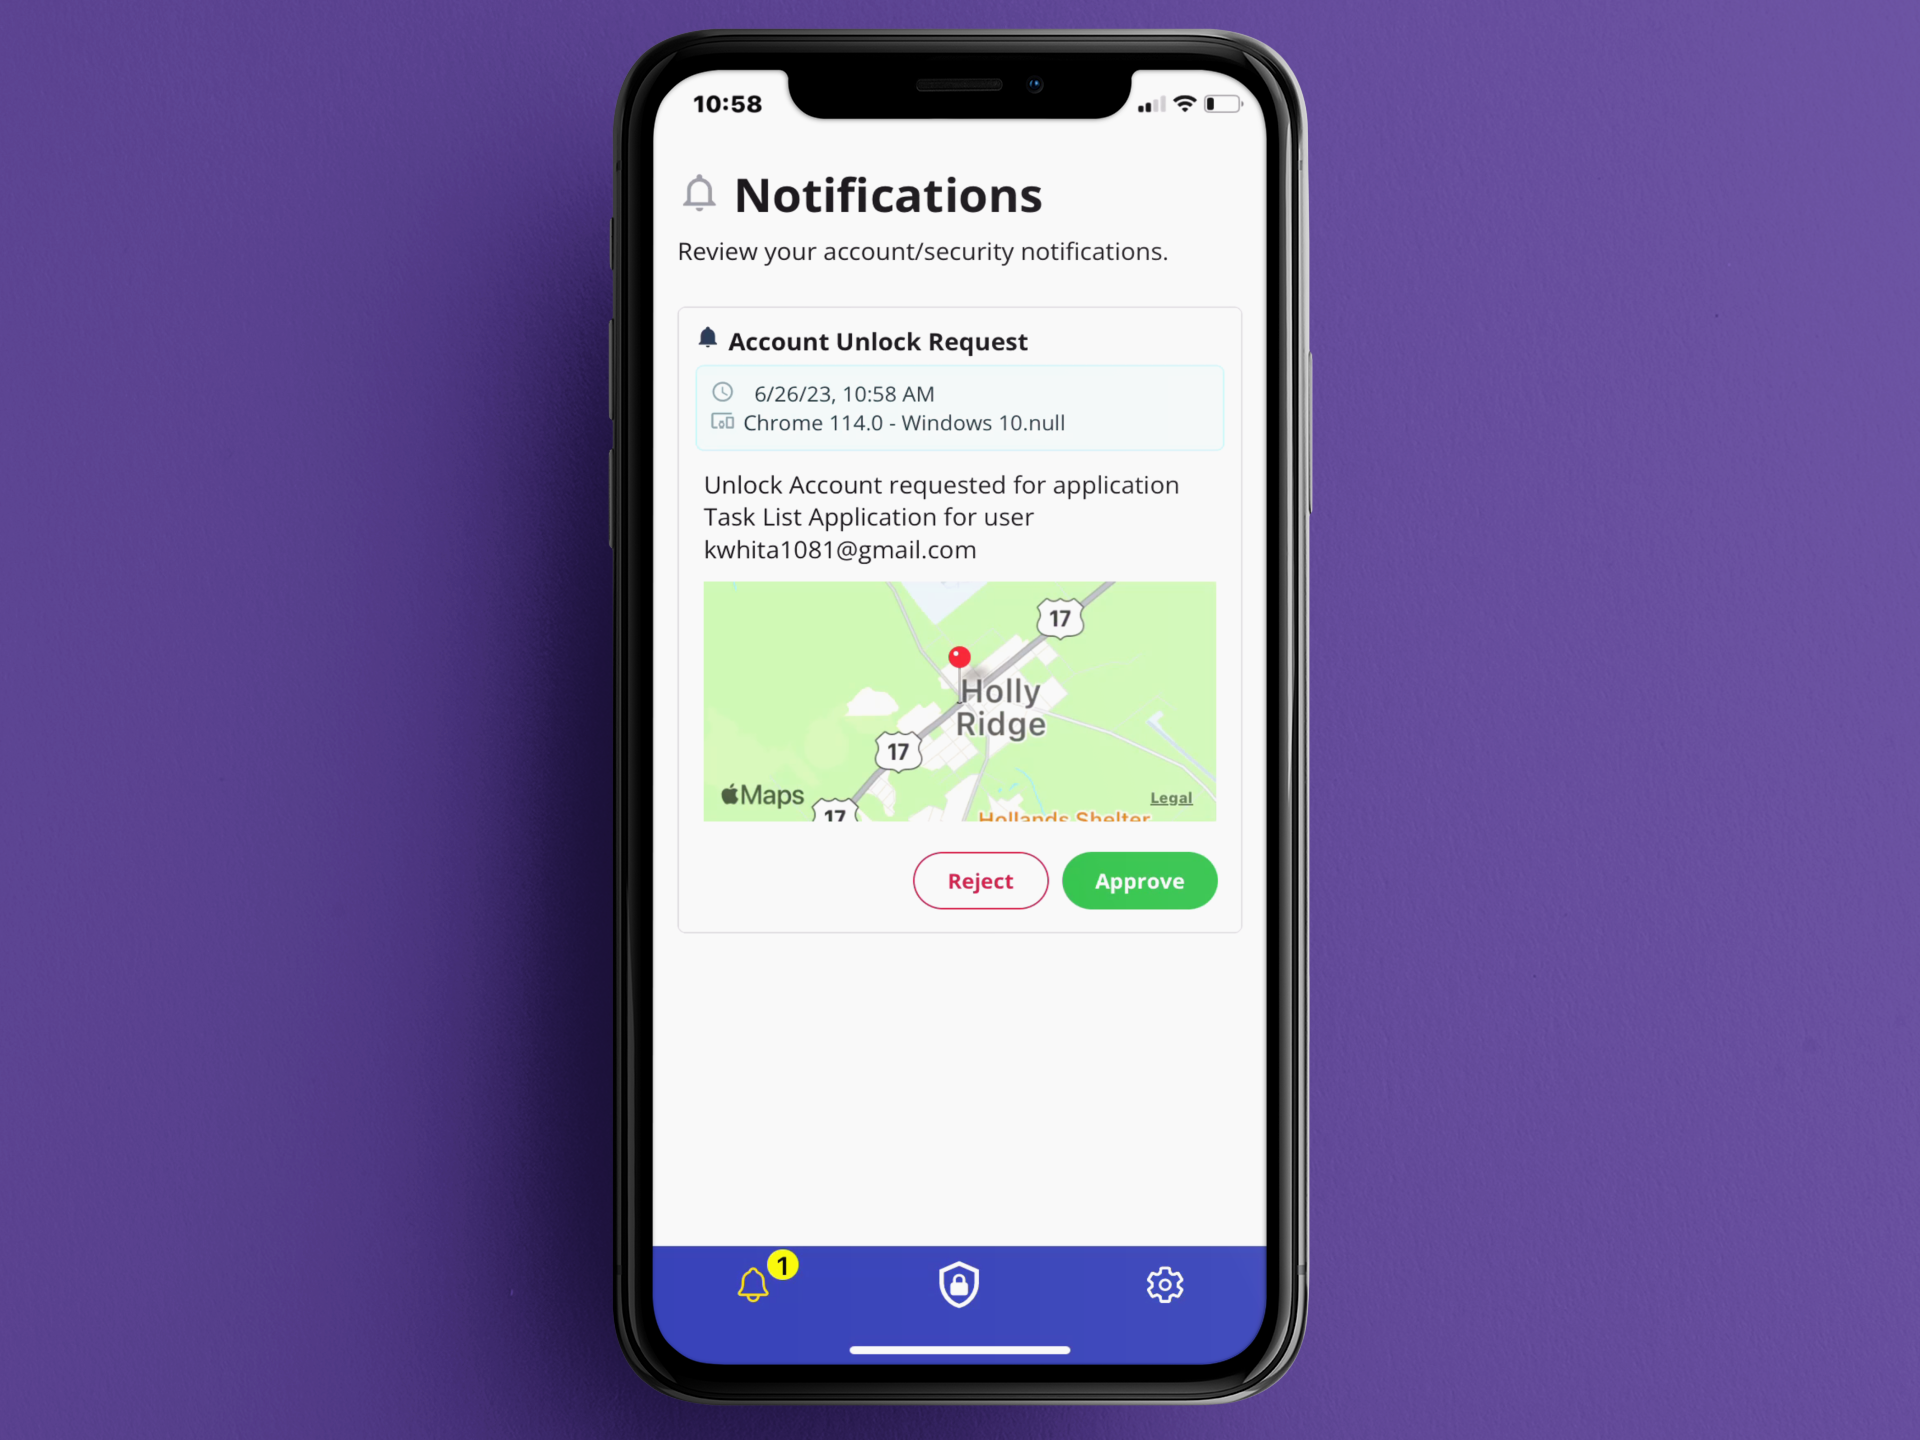 10:58
Notifications
Review your account/security notifications.
Account Unlock Request
6/26/23, 10:58 AM
Chrome 114.0 - Windows 10.null
Unlock Account requested for application
Task List Application for user
kwhita1081@gmail.com
17
Holly
Ridge
17
Maps
17
Legal
Hollands Shelter
Reject
Approve
1